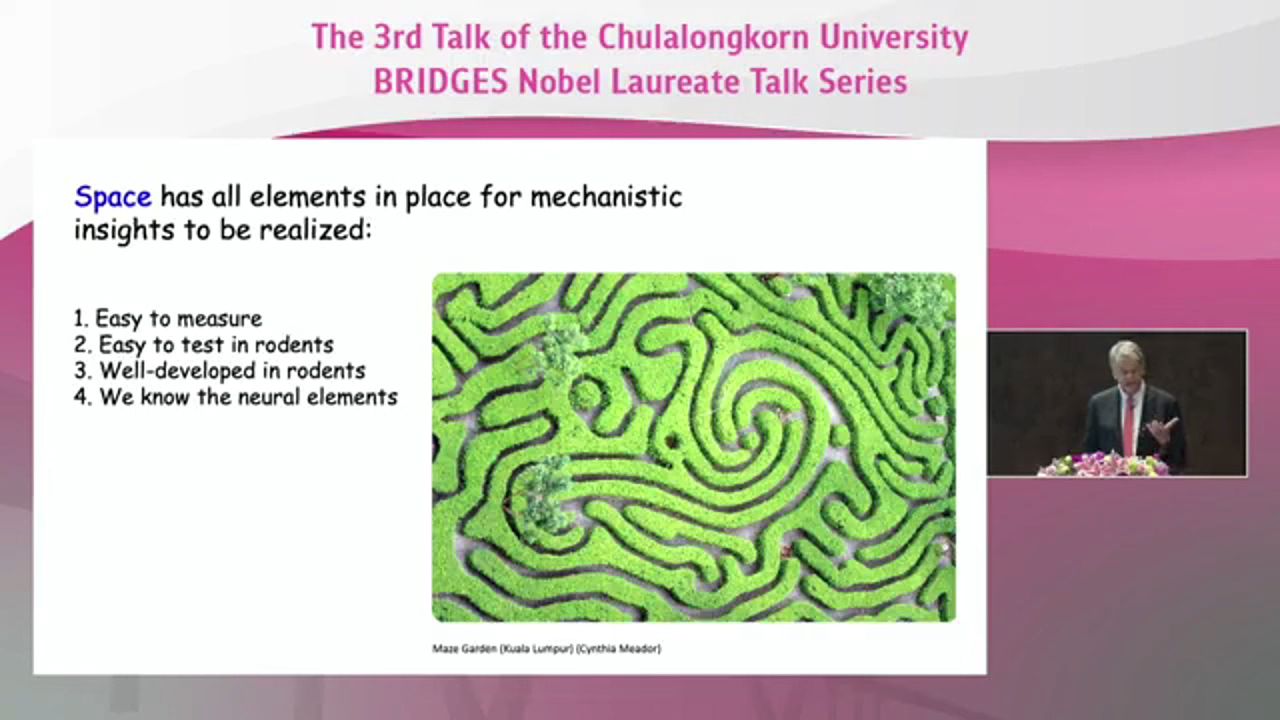 The 3rd Talk of the Chulalongkorn University
BRIDGES Nobel Laureate Talk Series
Space has all elements in place for mechanistic
insights to be realized:
1. Easy to measure
2. Easy to test in rodents
3. Well-developed in rodents
4. We know the neural elements
Maze Garden (Kuala Lumpur) (Cynthia Meador)